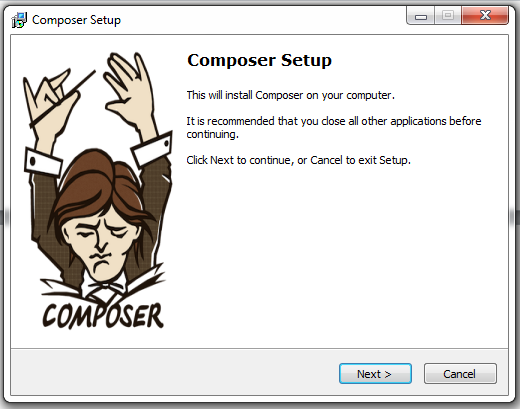 Composer Setup
Composer Setup
This will install Composer on your computer.
It is recommended that you close all other applications before
continuing.
Click Next to continue, or Cancel to exit Setup.
COMPOSER
Next >
Cancel